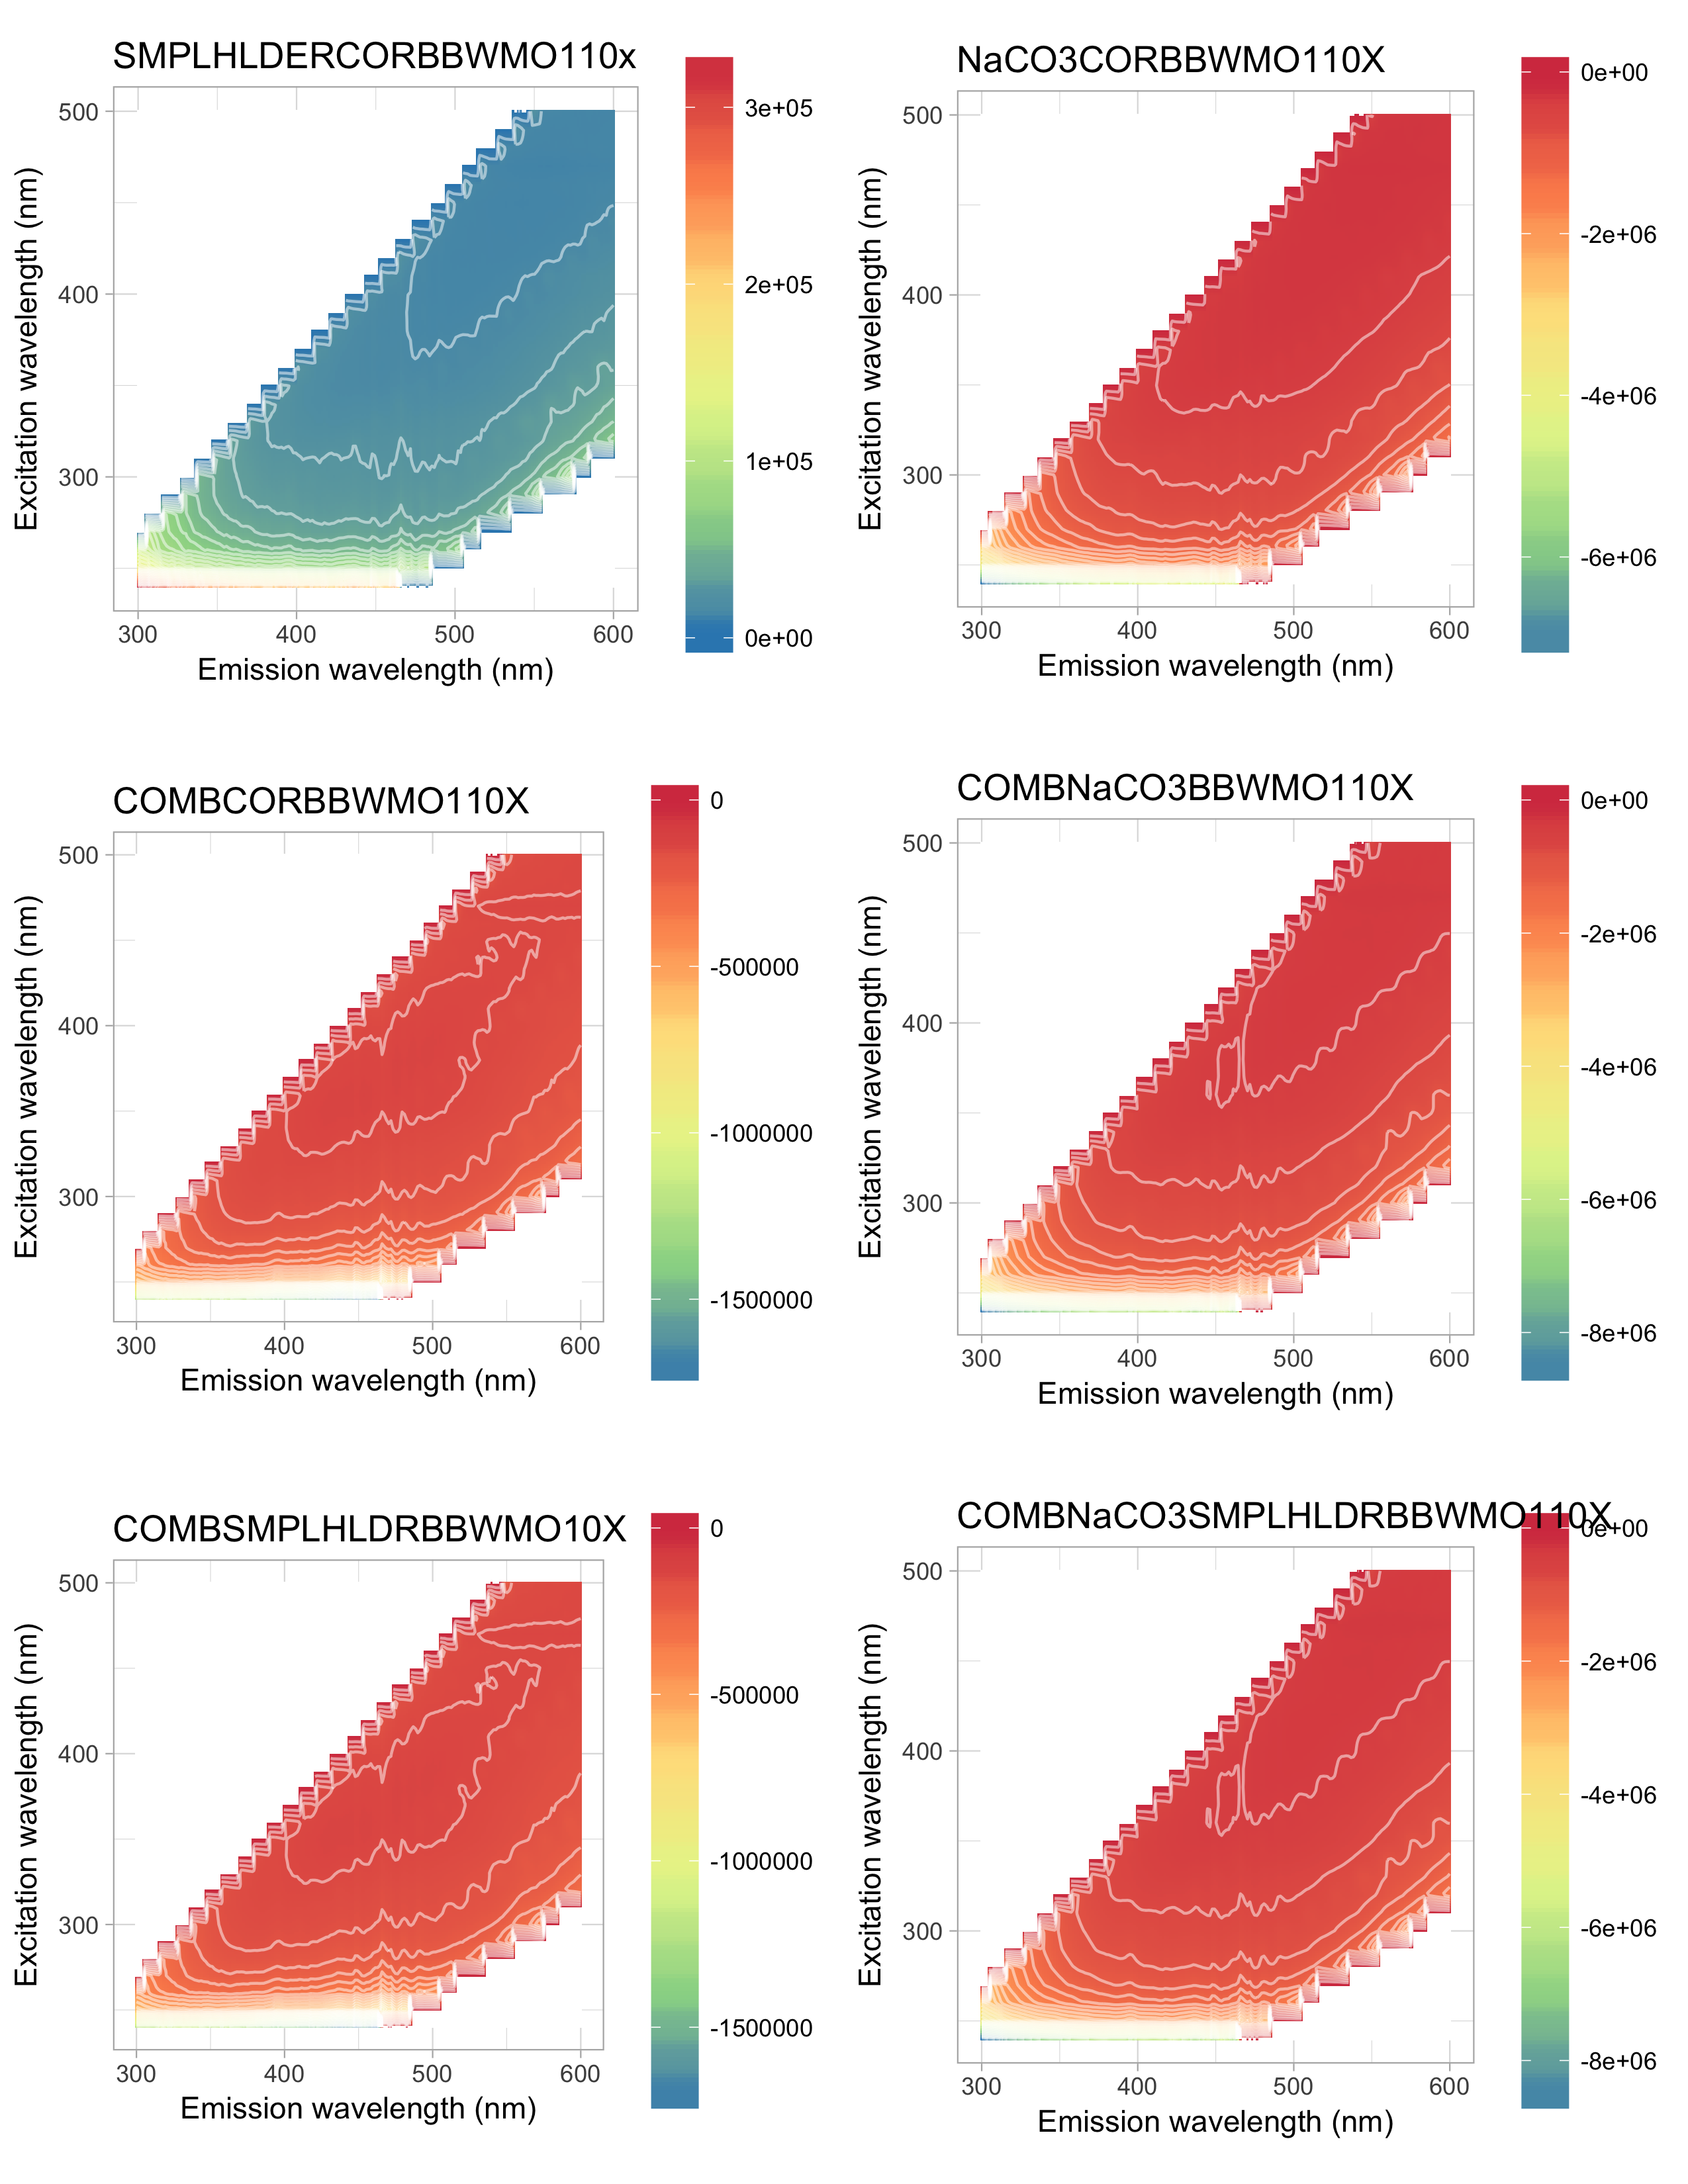 SMPLHLDERCORBBWMO110x
500
400
300
300 400 500 600
Emission wavelength (nm)
Excitation wavelength (nm)
3e+05
2e+05
1e+05
0e+00
NaCO3CORBBWMO110X
500
400
300
300 400 500 600
Emission wavelength (nm)
Excitation wavelength (nm)
0e+00
-2e+06
-4e+06
-6e+06
COMBCORBBWMO110X
500
400
300
300 400 500 600
Emission wavelength (nm)
Excitation wavelength (nm)
0
-500000
-1000000
-1500000
COMBNaCO3BBWMO110X
500
400
300
300 400 500 600
Emission wavelength (nm)
Excitation wavelength (nm)
0e+00
-2e+06
-4e+06
-6e+06
-8e+06
COMBSMPLHLDRBBWMO10X
500
400
300
300 400 500 600
Emission wavelength (nm)
Excitation wavelength (nm)
0
-500000
-1000000
-1500000
COMBNaCO3SMPLHLDRBBWMO110X
500
400
300
300 400 500 600
Emission wavelength (nm)
Excitation wavelength (nm)
0e+00
-2e+06
-4e+06
-6e+06
-8e+06